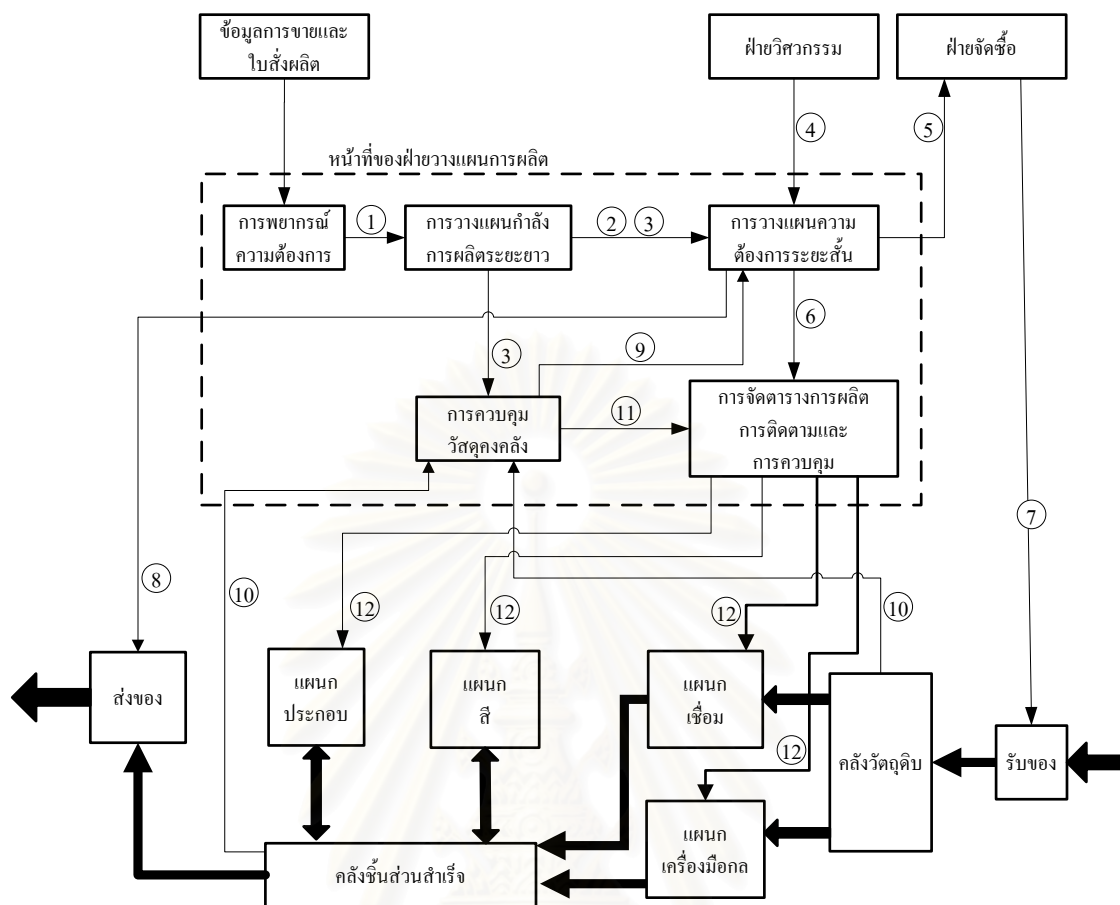 ข้อมูลการขายและ
ใบสั่งผลิต
ฝ่ายวิศวกรรม
ฝ่ายจัดซื้อ
4
5
หน้าที่ของฝ่ายวางแผนการผลิต
การพยากรณ์
ความต้องการ
1
การวางแผนกำลัง
การผลิตระยะยาว
2
3
การวางแผนความ
ต้องการระยะสั้น
3
9
6
การควบคุม
วัสดุคงคลัง
11
การจัดตารางการผลิต
การติดตามและ
การควบคุม
7
8
10
12
12
12
10
ส่งของ
แผนก
ประกอบ
แผนก
สี
แผนก
เชื่อม
12
คลังวัตถุดิบ
รับของ
แผนก
เครื่องมือกล
คลังชิ้นส่วนสำเร็จ